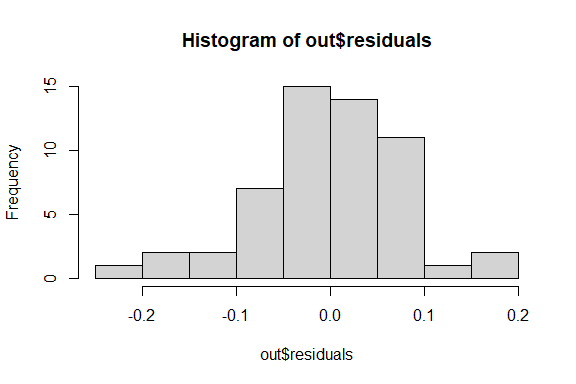 Histogram of out$residuals
Frequency
15
10
5
0
-0.2 -0.1 0.0 0.1 0.2
out$residuals